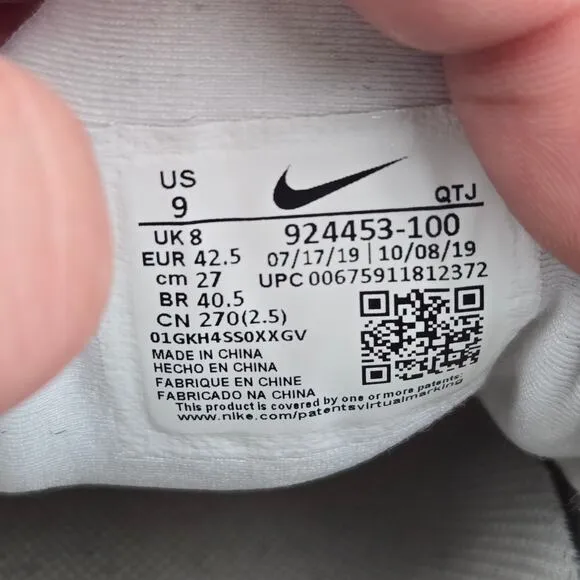 US
9
QTJ
UK 8
924453-100
EUR 42.5
07/17/19 | 10/08/19
cm 27
UPC 00675911812372
BR 40.5
CN 270(2.5)
01GKH4SS0XXGV
MADE IN CHINA
HECHO EN CHINA
FABRIQUE EN CHINE
FABRICADO NA CHINA
This product is covered by one or more patents:
www.nike.com/patentsvirtualmarking